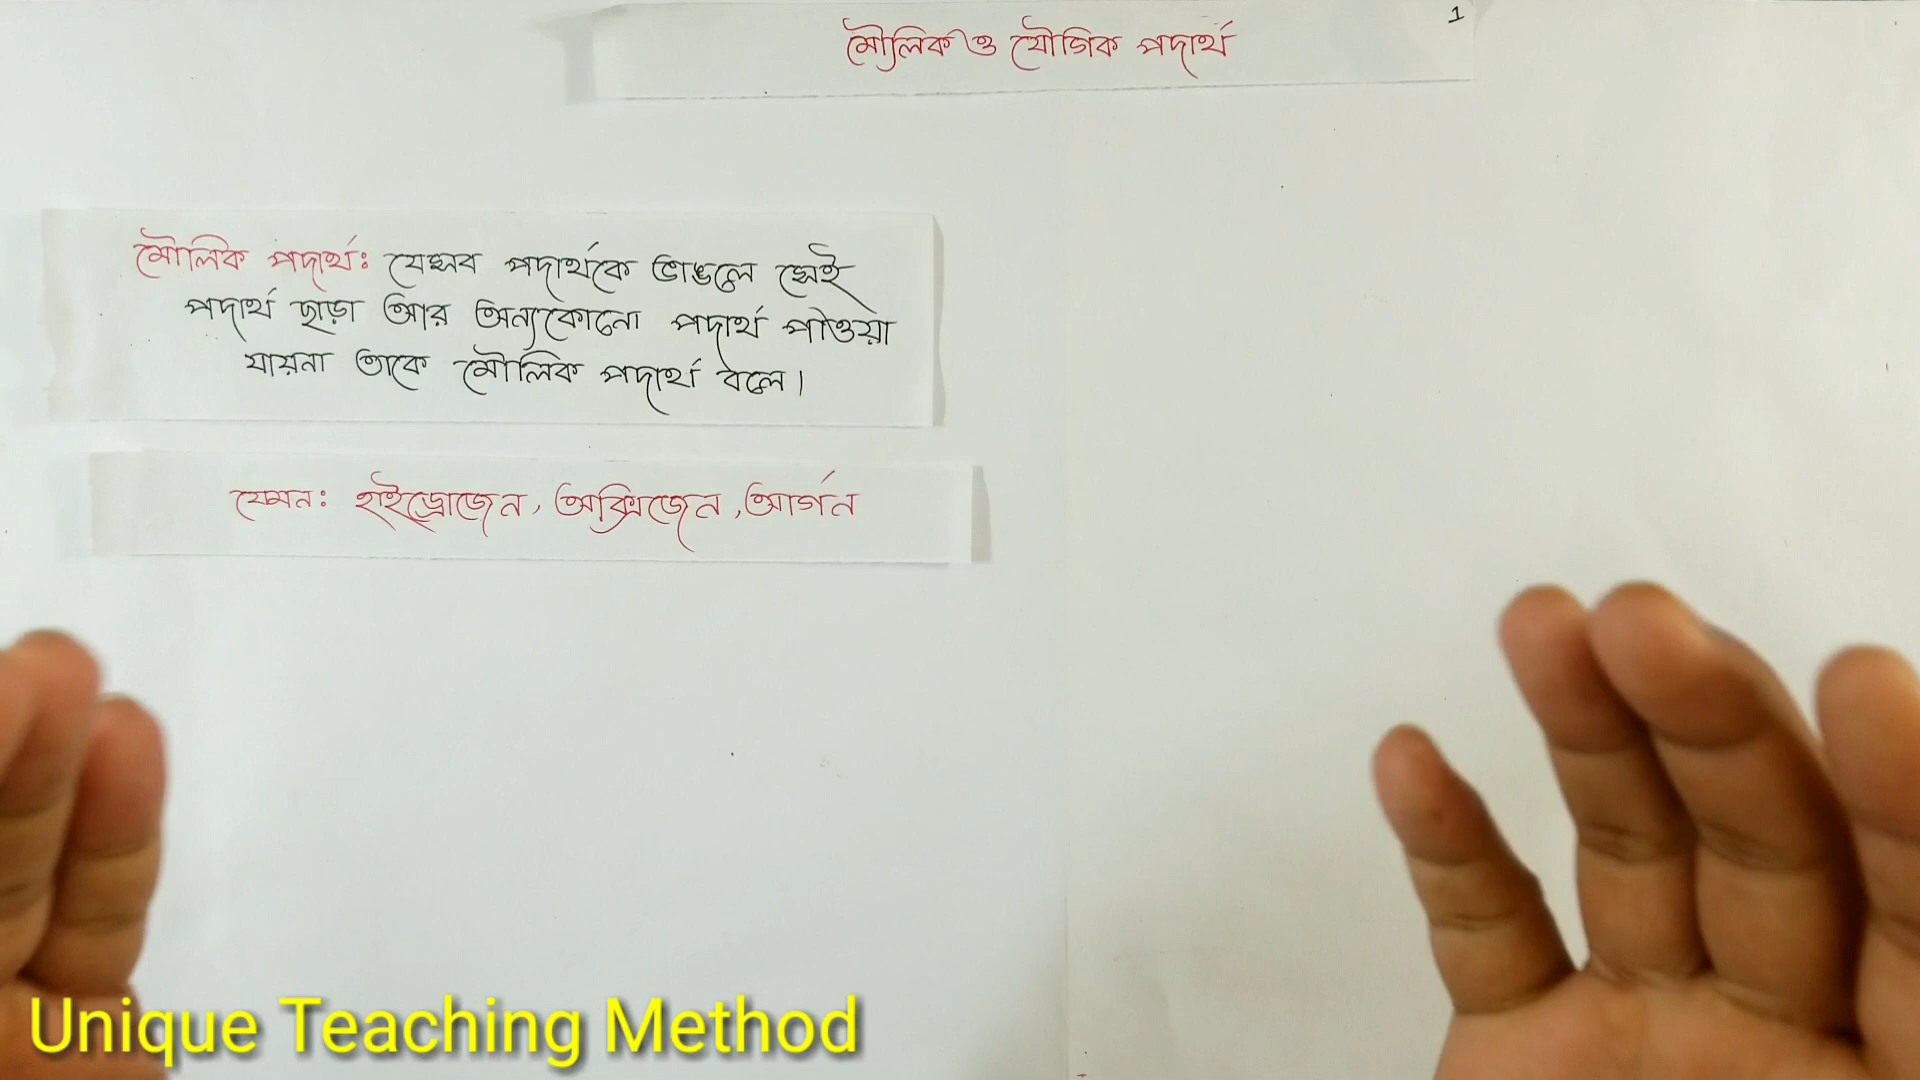 1
মৌলিক ও যৌগিক পদার্থ
মৌলিক পদার্থঃ যেসব পদার্থকে ভাঙলে সেই
পদার্থ ছাড়া আর অন্যকোনো পদার্থ পাওয়া
যায়না তাকে মৌলিক পদার্থ বলে।
যেমনঃ হাইড্রোজেন, অক্সিজেন, আর্গন
Unique Teaching Method